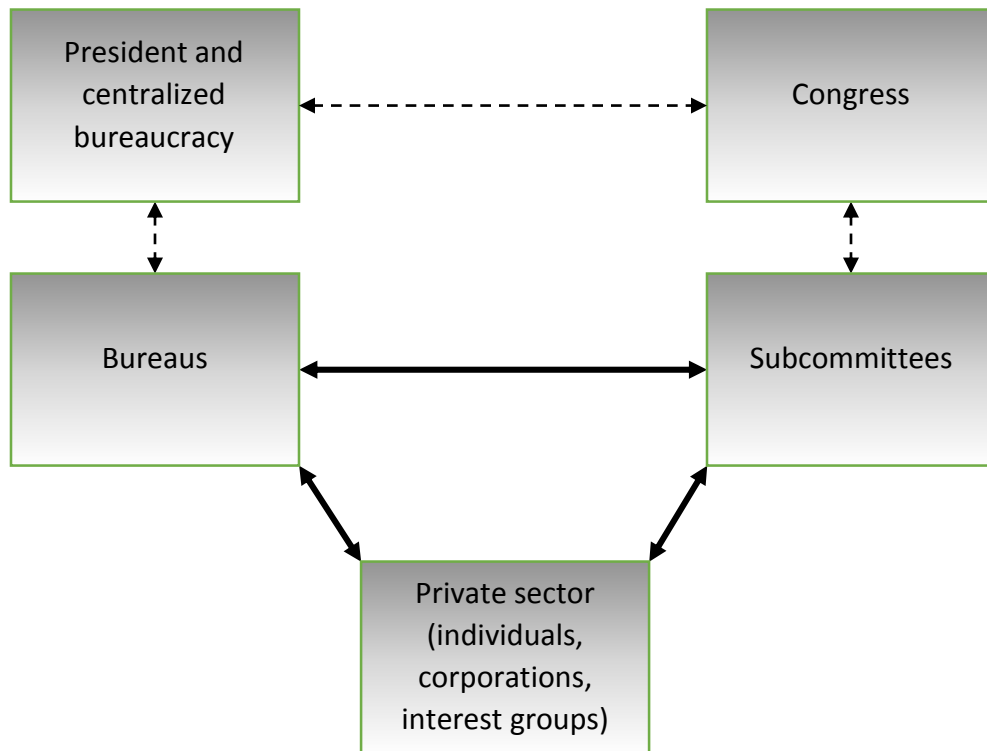 President and
centralized
bureaucracy
Congress
Bureaus
Subcommittees
Private sector
(individuals,
corporations,
interest groups)